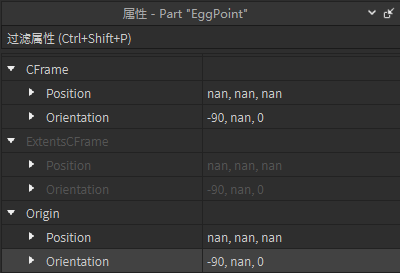 属性 - Part "EggPoint"
过滤属性 (Ctrl+Shift+P)
CFrame
Position nan, nan, nan
Orientation -90, nan, 0
ExtentsCFrame
Position nan, nan, nan
Orientation -90, nan, 0
Origin
Position nan, nan, nan
Orientation -90, nan, 0